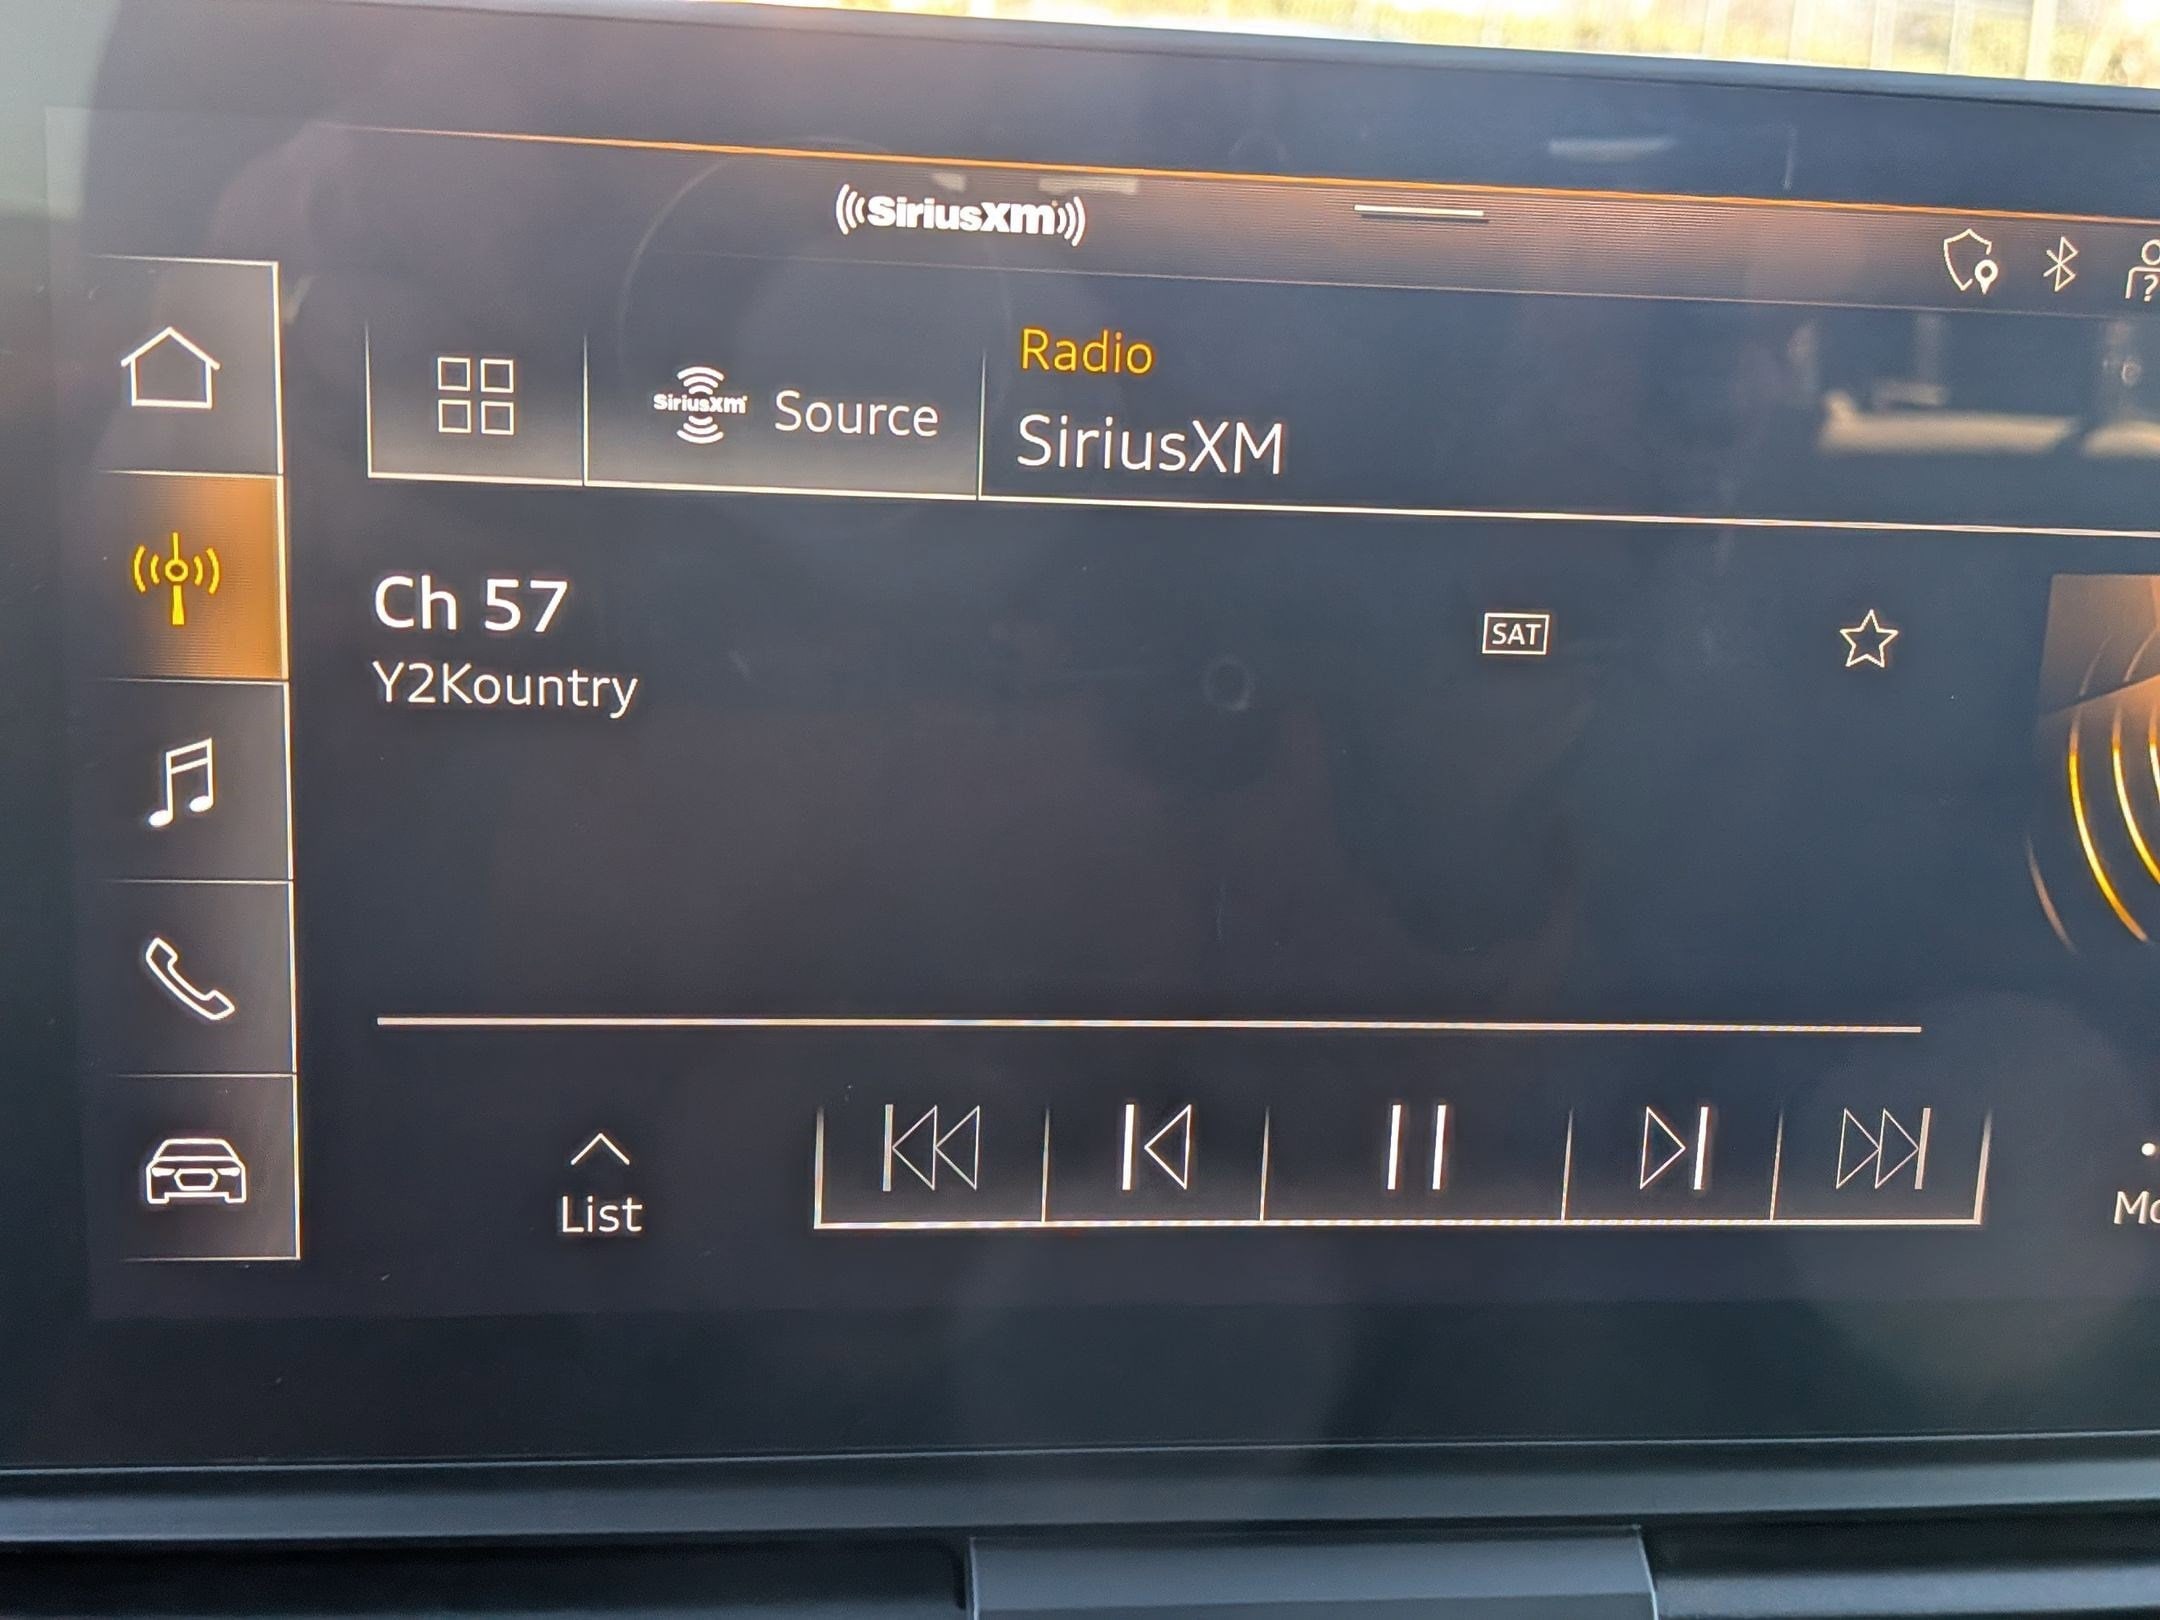 SiriusXM
Radio
SiriusXM Source
SiriusXM
Ch 57
SAT
Y2Kountry
List